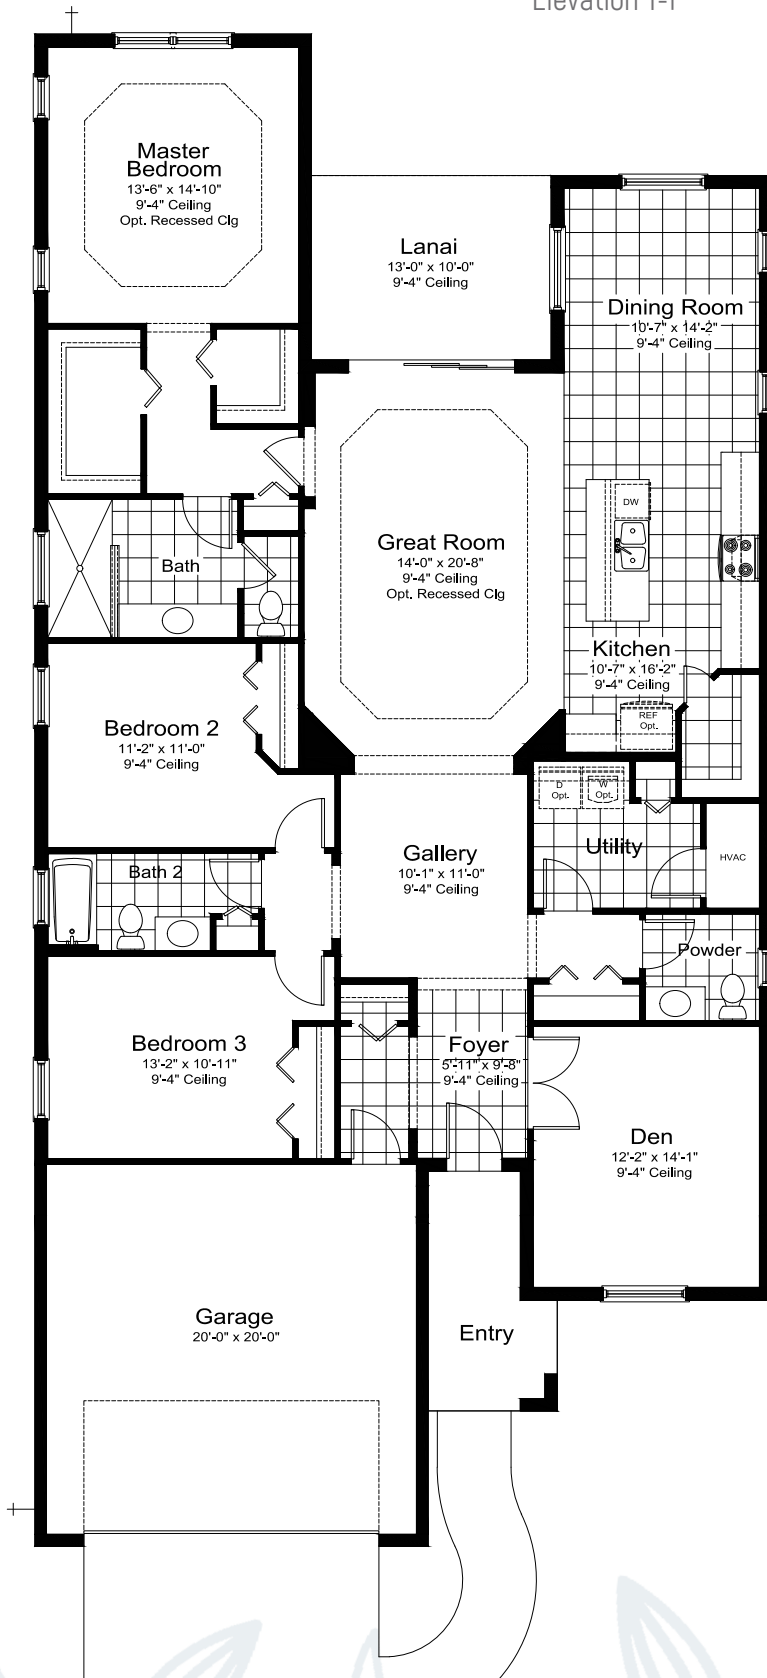 Elevation 1-1
Master
Bedroom
13'-6" x 14'-10"
9'-4" Ceiling
Opt. Recessed Clg
Lanai
13'-0" x 10'-0"
9'-4" Ceiling
Dining Room
10'-7" x 14'-2"
9'-4" Ceiling
DW
Great Room
14'-0" x 20'-8"
9'-4" Ceiling
Opt. Recessed Clg
Bath
Kitchen
10'-7" x 16'-2"
9'-4" Ceiling
REF
Opt.
Bedroom 2
11'-2" x 11'-0"
9'-4" Ceiling
D
Opt.
W
Opt.
Utility
HVAC
Gallery
10'-1" x 11'-0"
9'-4" Ceiling
Bath 2
Powder
Bedroom 3
13'-2" x 10'-11"
9'-4" Ceiling
Foyer
5'-11" x 9'-8"
9'-4" Ceiling
Den
12'-2" x 14'-1"
9'-4" Ceiling
Garage
20'-0" x 20'-0"
Entry